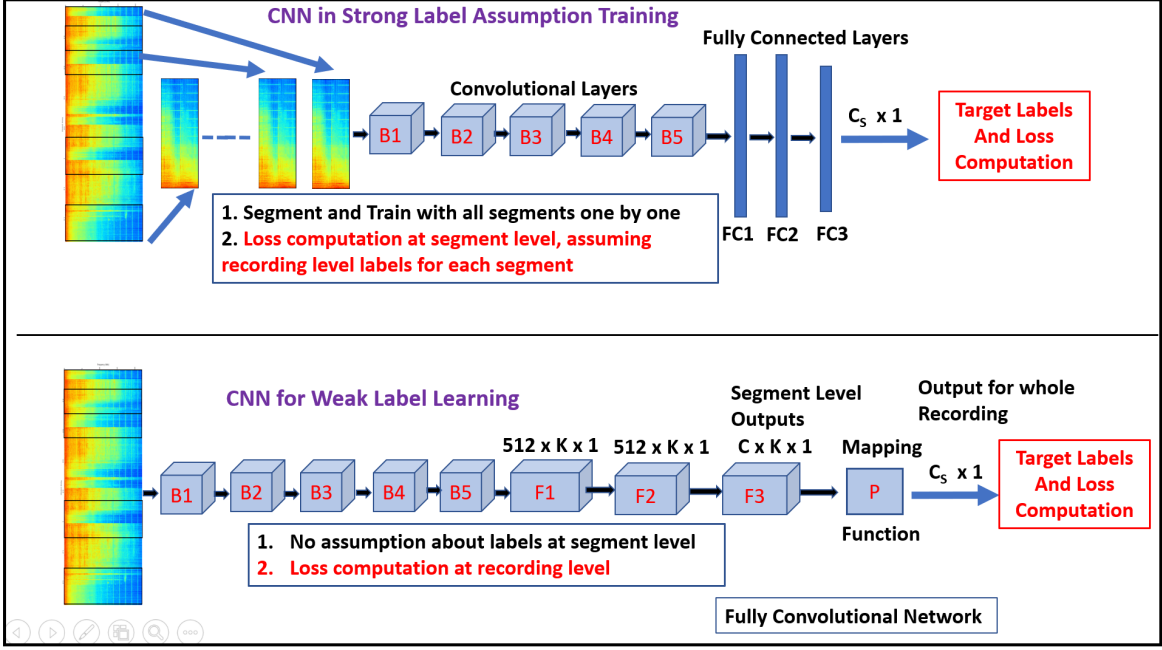 CNN in Strong Label Assumption Training
Fully Connected Layers
Convolutional Layers
B1
B2
B3
B4
B5
C_S x 1
Target Labels
And Loss
Computation
FC1
FC2
FC3
1. Segment and Train with all segments one by one
2. Loss computation at segment level, assuming
recording level labels for each segment
CNN for Weak Label Learning
Segment Level
Outputs
Output for whole
Recording
512 x K x 1
512 x K x 1
C x K x 1
Mapping
B1
B2
B3
B4
B5
F1
F2
F3
P
Function
C_S x 1
Target Labels
And Loss
Computation
1. No assumption about labels at segment level
2. Loss computation at recording level
Fully Convolutional Network